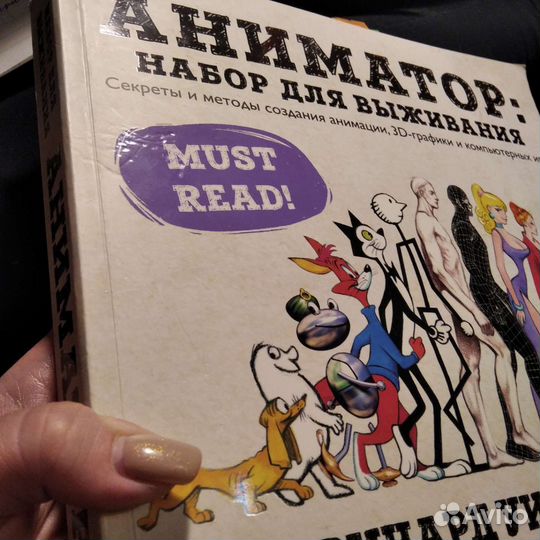 АНИМАТОР:
НАБОР ДЛЯ ВЫЖИВАНИЯ
Секреты и методы создания анимации, 3D-графики и компьютерных
MUST
READ!
Avito